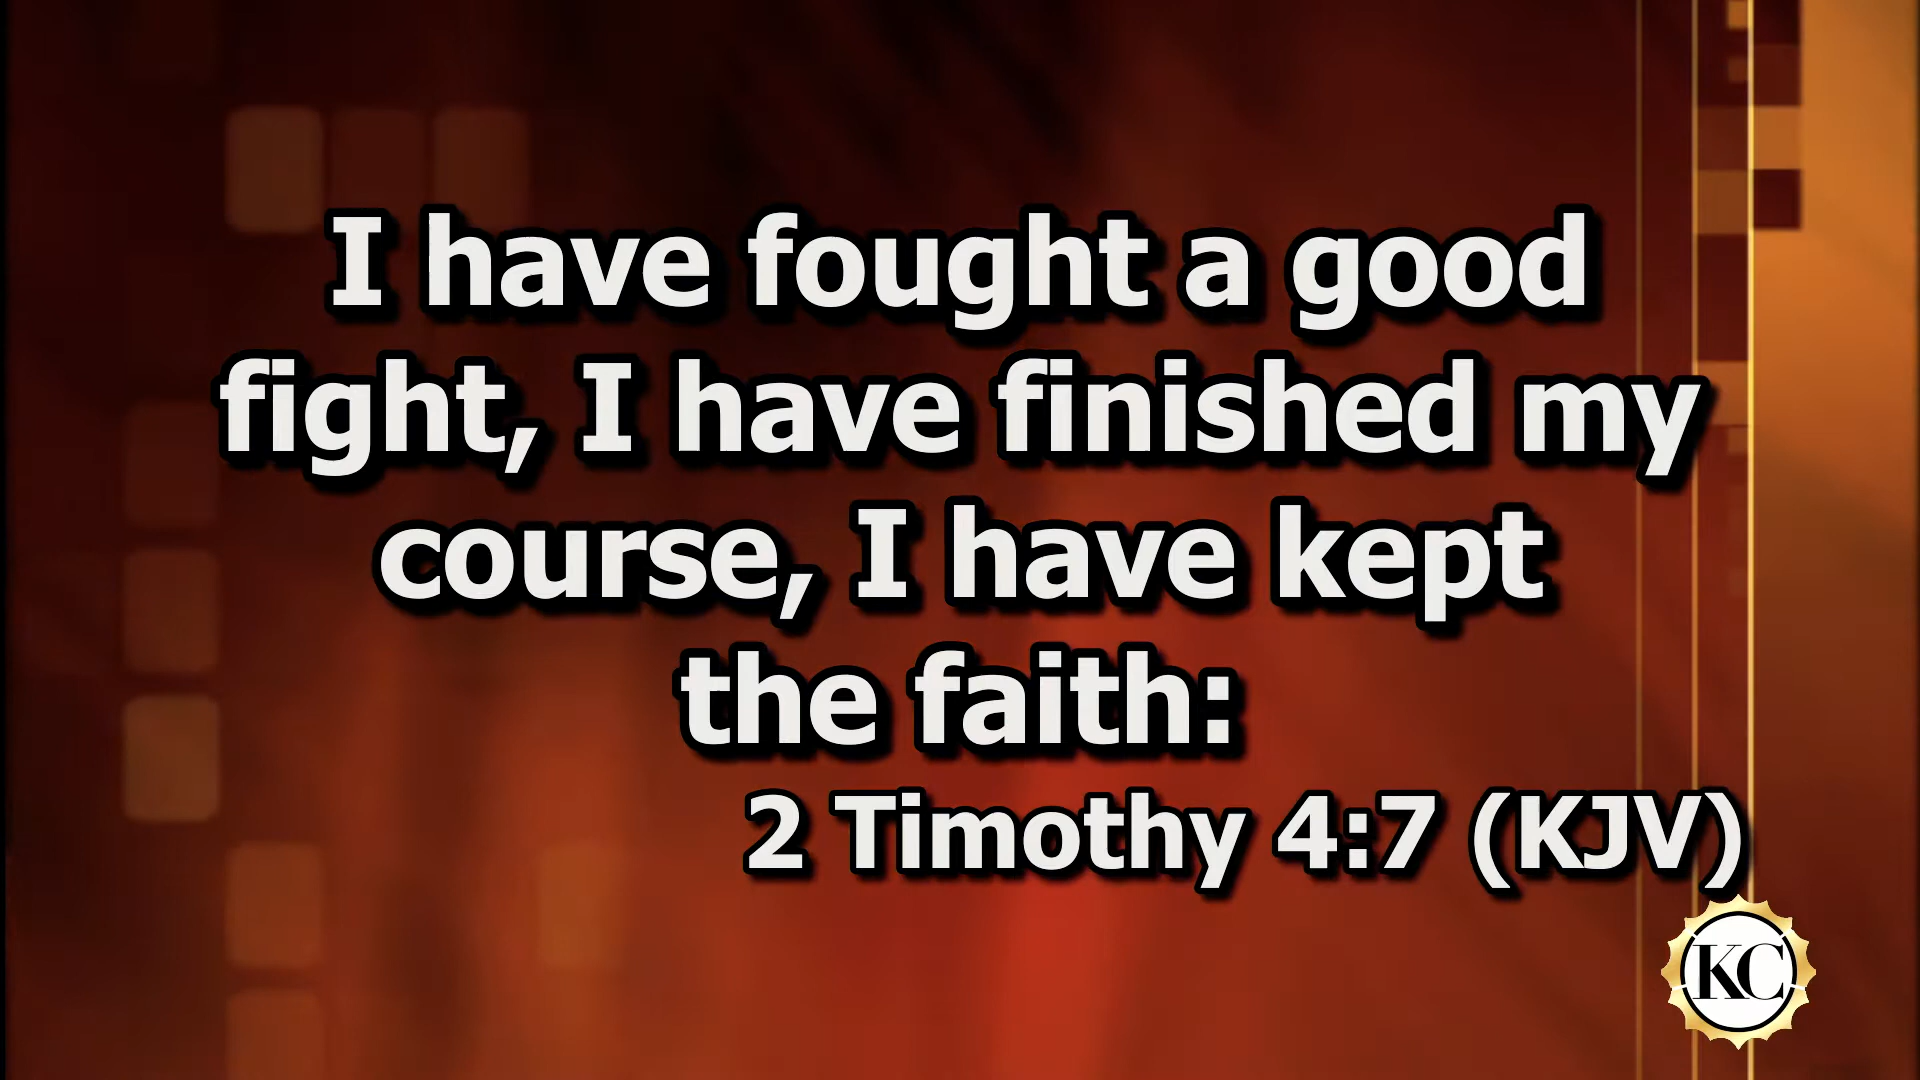 I have fought a good
fight, I have finished my
course, I have kept
the faith:
2 Timothy 4:7 (KJV)
KC